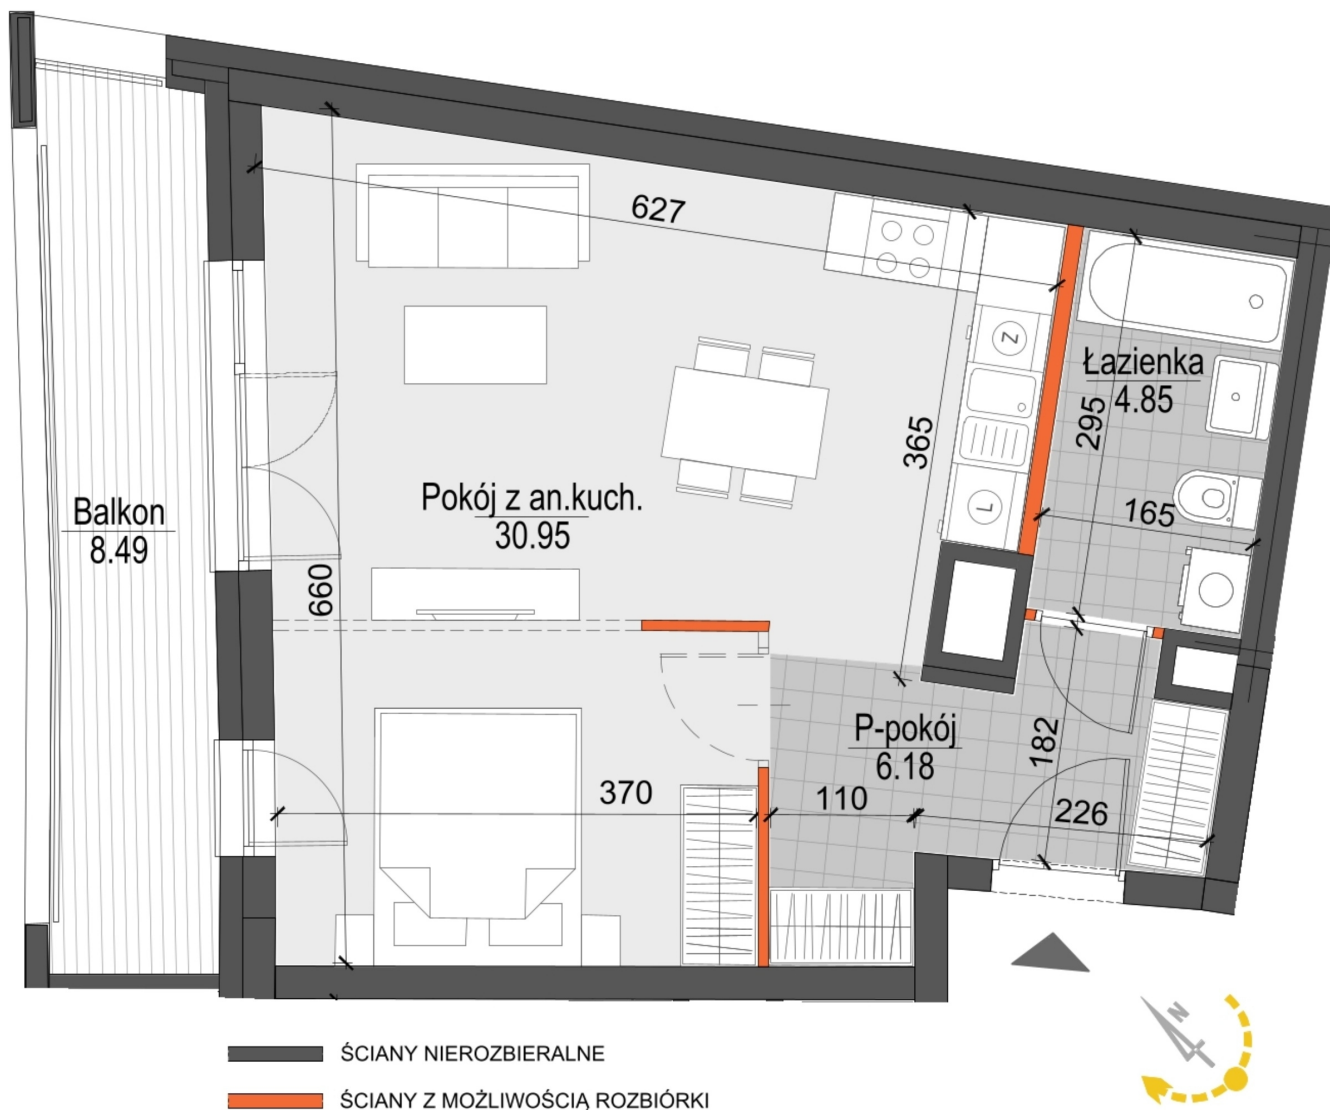 627
Z
Łazienka
4.85
295
365
Pokój z an.kuch.
30.95
L
165
Balkon
8.49
660
P-pokój
6.18
182
370
110
226
N
ŚCIANY NIEROZBIERALNE
ŚCIANY Z MOŻLIWOŚCIĄ ROZBIÓRKI